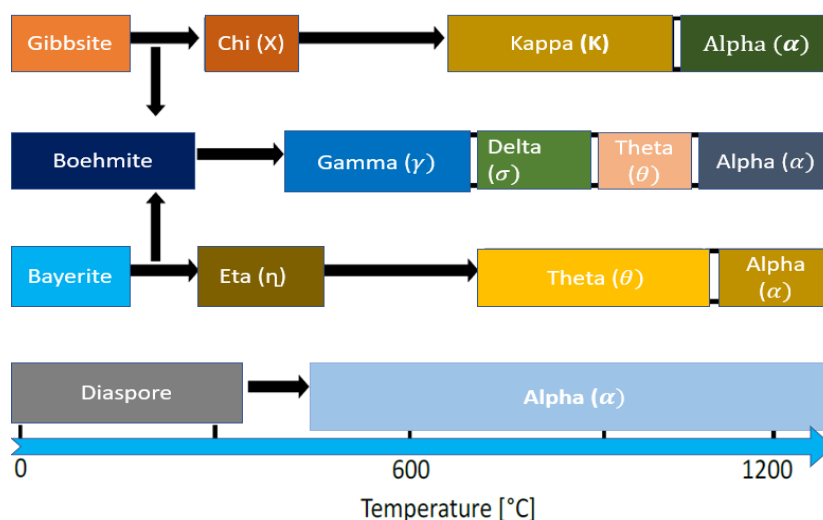 Gibbsite
Chi (X)
Kappa (K)
Alpha (α)
Boehmite
Gamma (γ)
Delta
(σ)
Theta
(θ)
Alpha (α)
Bayerite
Eta (η)
Theta (θ)
Alpha
(α)
Diaspore
Alpha (α)
0
600
1200
Temperature [°C]